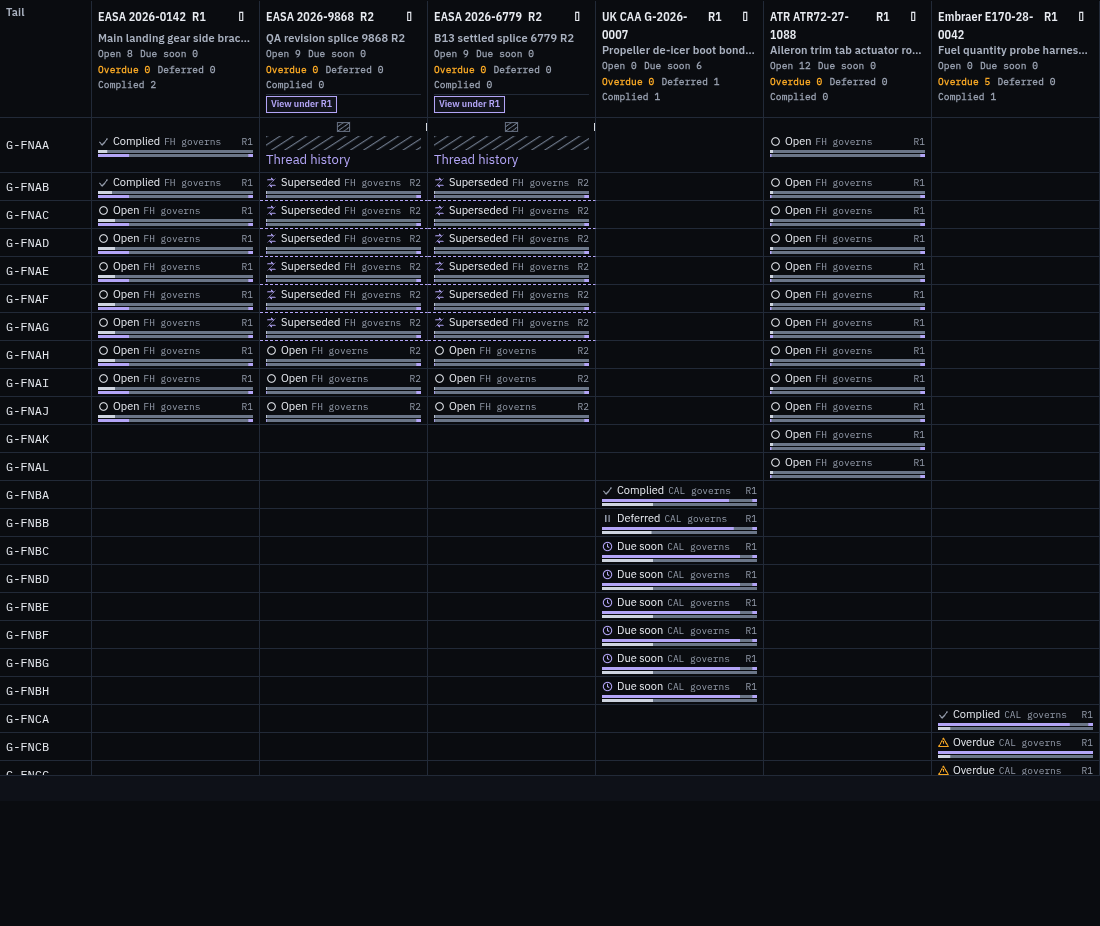 Tail
EASA 2026-0142 R1
Main landing gear side brac…
Open 8 Due soon 0
Overdue 0 Deferred 0
Complied 2
EASA 2026-9868 R2
QA revision splice 9868 R2
Open 9 Due soon 0
Overdue 0 Deferred 0
Complied 0
View under R1
EASA 2026-6779 R2
B13 settled splice 6779 R2
Open 9 Due soon 0
Overdue 0 Deferred 0
Complied 0
View under R1
UK CAA G-2026-0007 R1
Propeller de-icer boot bond…
Open 0 Due soon 6
Overdue 0 Deferred 1
Complied 1
ATR ATR72-27-1088 R1
Aileron trim tab actuator ro…
Open 12 Due soon 0
Overdue 0 Deferred 0
Complied 0
Embraer E170-28-0042 R1
Fuel quantity probe harnes…
Open 0 Due soon 0
Overdue 5 Deferred 0
Complied 1
G-FNAA Complied FH governs R1 Thread history Thread history Open FH governs R1
G-FNAB Complied FH governs R1 Superseded FH governs R2 Superseded FH governs R2 Open FH governs R1
G-FNAC Open FH governs R1 Superseded FH governs R2 Superseded FH governs R2 Open FH governs R1
G-FNAD Open FH governs R1 Superseded FH governs R2 Superseded FH governs R2 Open FH governs R1
G-FNAE Open FH governs R1 Superseded FH governs R2 Superseded FH governs R2 Open FH governs R1
G-FNAF Open FH governs R1 Superseded FH governs R2 Superseded FH governs R2 Open FH governs R1
G-FNAG Open FH governs R1 Superseded FH governs R2 Superseded FH governs R2 Open FH governs R1
G-FNAH Open FH governs R1 Open FH governs R2 Open FH governs R2 Open FH governs R1
G-FNAI Open FH governs R1 Open FH governs R2 Open FH governs R2 Open FH governs R1
G-FNAJ Open FH governs R1 Open FH governs R2 Open FH governs R2 Open FH governs R1
G-FNAK Open FH governs R1
G-FNAL Open FH governs R1
G-FNBA Complied CAL governs R1
G-FNBB Deferred CAL governs R1
G-FNBC Due soon CAL governs R1
G-FNBD Due soon CAL governs R1
G-FNBE Due soon CAL governs R1
G-FNBF Due soon CAL governs R1
G-FNBG Due soon CAL governs R1
G-FNBH Due soon CAL governs R1
G-FNCA Complied CAL governs R1
G-FNCB Overdue CAL governs R1
Overdue CAL governs R1